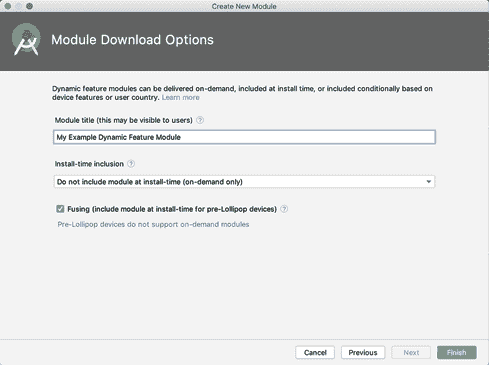 Create New Module
Module Download Options
Dynamic feature modules can be delivered on-demand, included at install time, or included conditionally based on
device features or user country. Learn more
Module title (this may be visible to users) ?
My Example Dynamic Feature Module
Install-time inclusion ?
Do not include module at install-time (on-demand only)
Fusing (include module at install-time for pre-Lollipop devices) ?
Pre-Lollipop devices do not support on-demand modules
Cancel Previous Next Finish